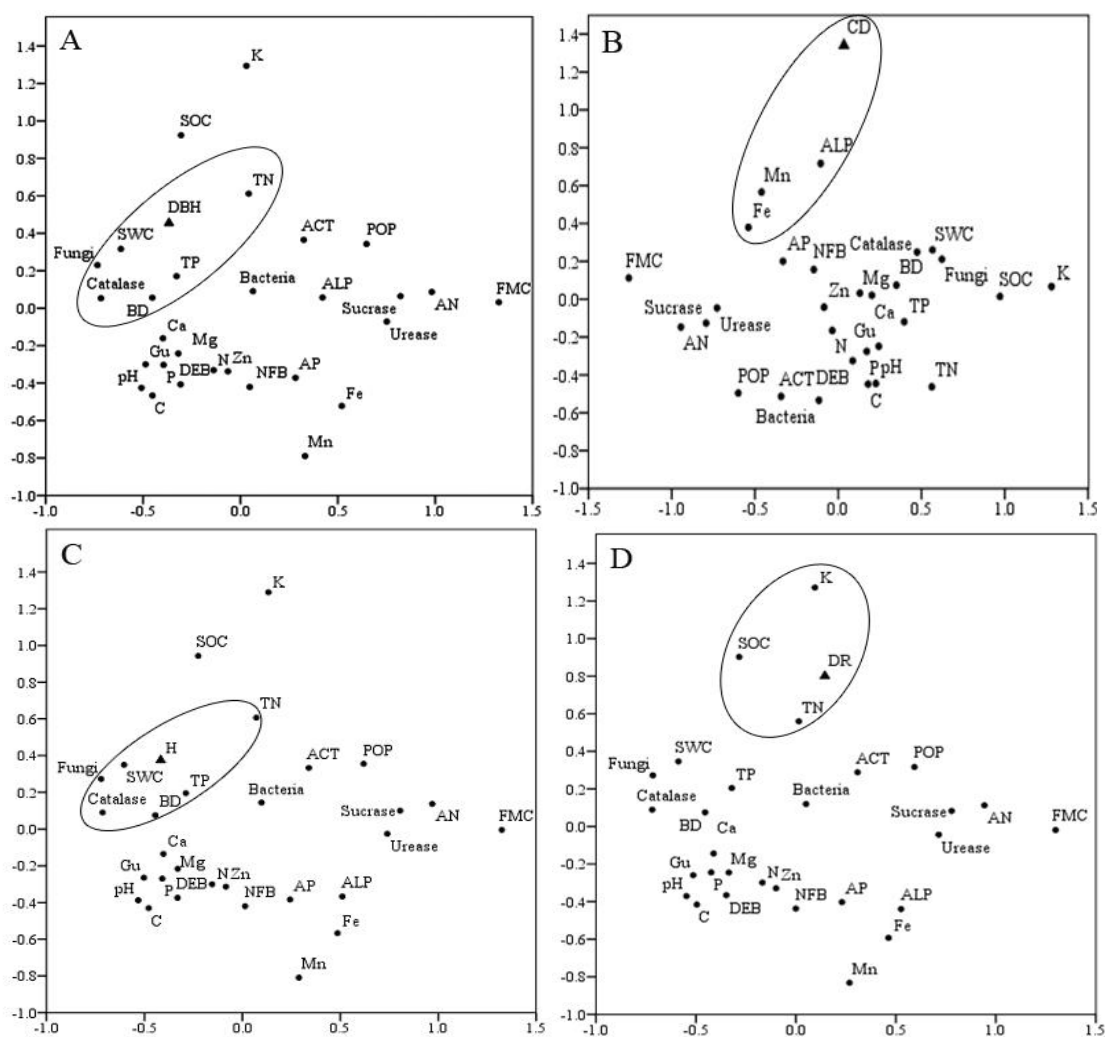 A
1.4
1.2
1.0
0.8
0.6
0.4
0.2
0.0
-0.2
-0.4
-0.6
-0.8
-1.0
K
SOC
TN
DBH
SWC
ACT
POP
Fungi
TP
Catalase
Bacteria
ALP
FMC
BD
Sucrase
AN
Urease
Ca
Gu
Mg
N
Zn
pH
P
DEB
NFB
AP
C
Fe
Mn
-1.0
-0.5
0.0
0.5
1.0
1.5
B
1.4
1.2
1.0
0.8
0.6
0.4
0.2
0.0
-0.2
-0.4
-0.6
-0.8
-1.0
CD
ALP
Mn
Fe
Catalase
SWC
AP
NFB
BD
Fungi
FMC
SOC
K
Zn
Mg
Sucrase
Ca
TP
AN
Urease
Gu
N
POP
ACT
DEB
P
pH
TN
Bacteria
C
-1.5
-1.0
-0.5
0.0
0.5
1.0
1.5
C
1.4
1.2
1.0
0.8
0.6
0.4
0.2
0.0
-0.2
-0.4
-0.6
-0.8
-1.0
K
SOC
TN
H
ACT
POP
Fungi
SWC
TP
Bacteria
Catalase
BD
Sucrase
AN
FMC
Urease
Ca
Gu
Mg
N
Zn
pH
P
DEB
NFB
AP
ALP
C
Fe
Mn
-1.0
-0.5
0.0
0.5
1.0
1.5
D
1.4
1.2
1.0
0.8
0.6
0.4
0.2
0.0
-0.2
-0.4
-0.6
-0.8
-1.0
K
SOC
DR
TN
SWC
ACT
POP
Fungi
TP
Bacteria
Catalase
BD
Sucrase
AN
FMC
Ca
Urease
Gu
Mg
N
Zn
pH
P
DEB
NFB
AP
ALP
C
Fe
Mn
-1.0
-0.5
0.0
0.5
1.0
1.5